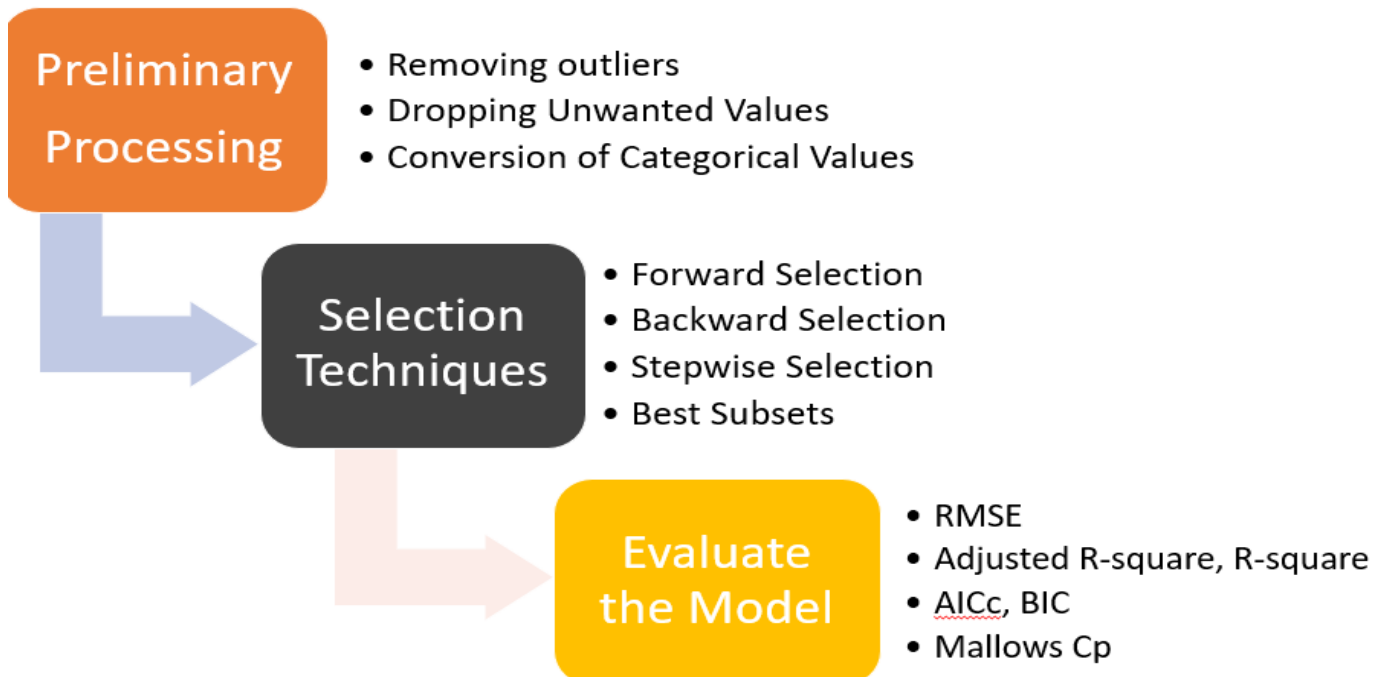 Preliminary
Processing
• Removing outliers
• Dropping Unwanted Values
• Conversion of Categorical Values
Selection
Techniques
• Forward Selection
• Backward Selection
• Stepwise Selection
• Best Subsets
Evaluate
the Model
• RMSE
• Adjusted R-square, R-square
• AICc, BIC
• Mallows Cp